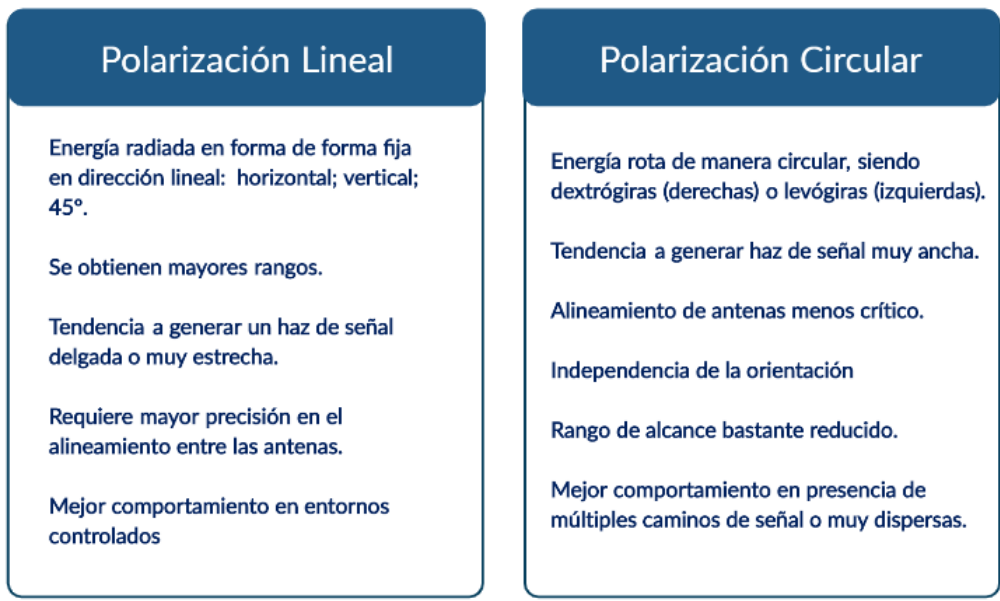 Polarización Lineal
Energía radiada en forma de forma fija
en dirección lineal: horizontal; vertical;
45º.
Se obtienen mayores rangos.
Tendencia a generar un haz de señal
delgada o muy estrecha.
Requiere mayor precisión en el
alineamiento entre las antenas.
Mejor comportamiento en entornos
controlados
Polarización Circular
Energía rota de manera circular, siendo
dextrógiras (derechas) o levógiras (izquierdas).
Tendencia a generar haz de señal muy ancha.
Alineamiento de antenas menos crítico.
Independencia de la orientación
Rango de alcance bastante reducido.
Mejor comportamiento en presencia de
múltiples caminos de señal o muy dispersas.